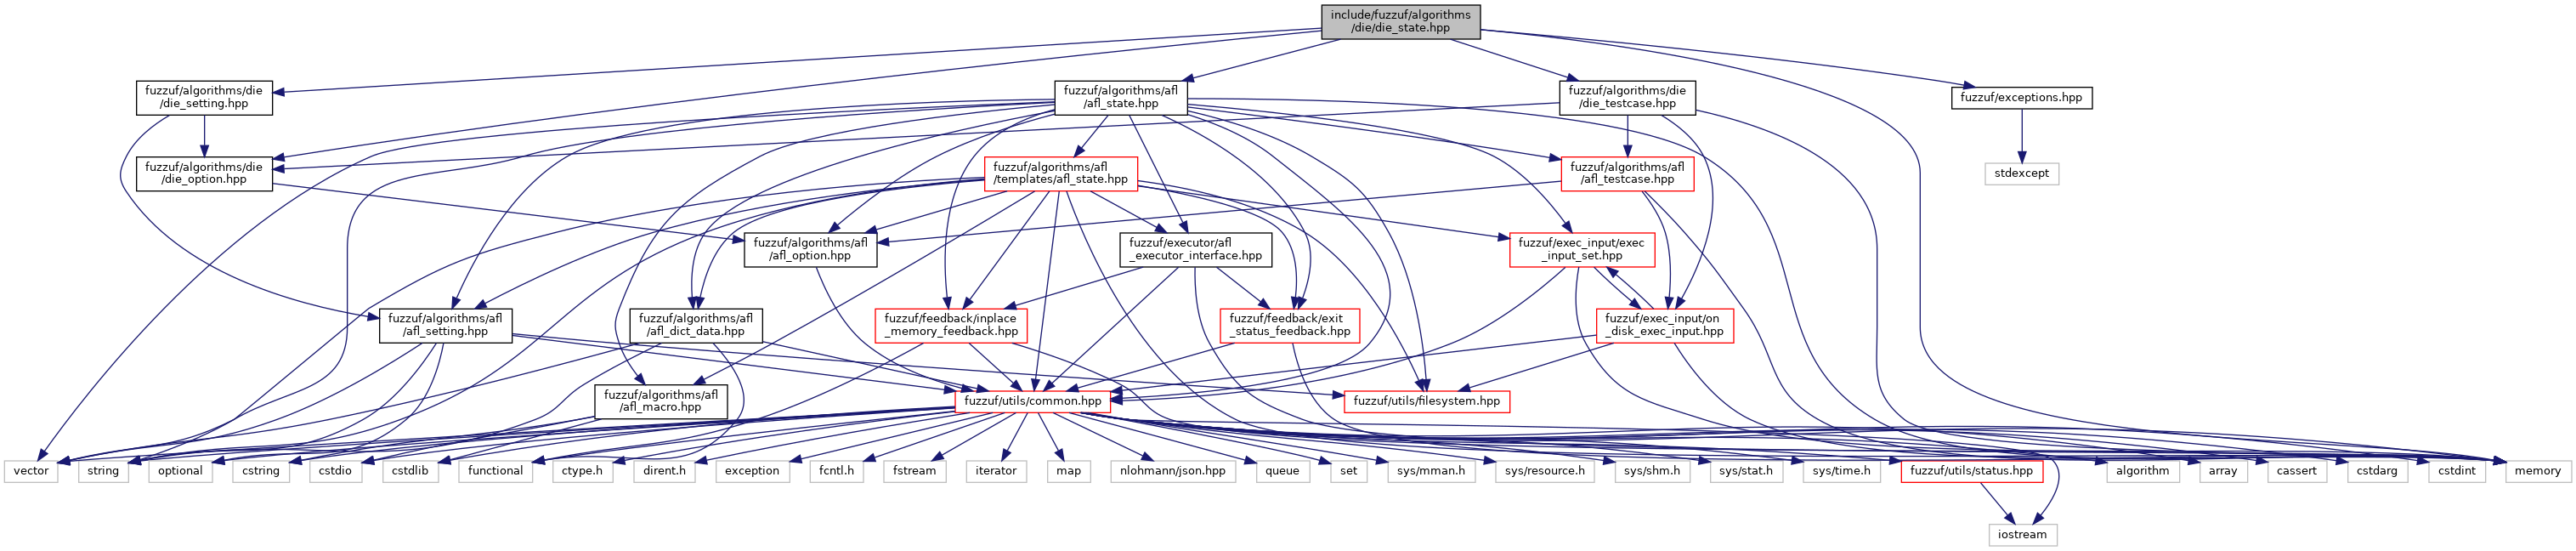 include/fuzzuf/algorithms
/die/die_state.hpp
fuzzuf/algorithms/die
/die_setting.hpp
fuzzuf/algorithms/afl
/afl_state.hpp
fuzzuf/algorithms/die
/die_testcase.hpp
fuzzuf/exceptions.hpp
fuzzuf/algorithms/die
/die_option.hpp
fuzzuf/algorithms/afl
/templates/afl_state.hpp
fuzzuf/algorithms/afl
/afl_testcase.hpp
stdexcept
fuzzuf/algorithms/afl
/afl_option.hpp
fuzzuf/executor/afl
_executor_interface.hpp
fuzzuf/exec_input/exec
_input_set.hpp
fuzzuf/algorithms/afl
/afl_setting.hpp
fuzzuf/algorithms/afl
/afl_dict_data.hpp
fuzzuf/feedback/inplace
_memory_feedback.hpp
fuzzuf/feedback/exit
_status_feedback.hpp
fuzzuf/exec_input/on
_disk_exec_input.hpp
fuzzuf/algorithms/afl
/afl_macro.hpp
fuzzuf/utils/common.hpp
fuzzuf/utils/filesystem.hpp
vector
string
optional
cstring
cstdio
cstdlib
functional
ctype.h
dirent.h
exception
fcntl.h
fstream
iterator
map
nlohmann/json.hpp
queue
set
sys/mman.h
sys/resource.h
sys/shm.h
sys/stat.h
sys/time.h
fuzzuf/utils/status.hpp
algorithm
array
cassert
cstdarg
cstdint
memory
iostream